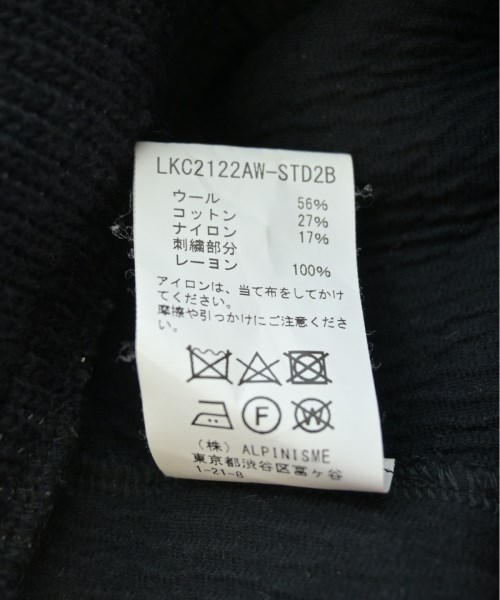 LKC2122AW-STD2B
ウール 56%
コットン 27%
ナイロン 17%
刺繍部分
レーヨン 100%
アイロンは、当て布をしてかけ
てください。
摩擦や引っかけにご注意くださ
い。
F
W
(株) ALPINISME
東京都渋谷区富ヶ谷
1-21-8